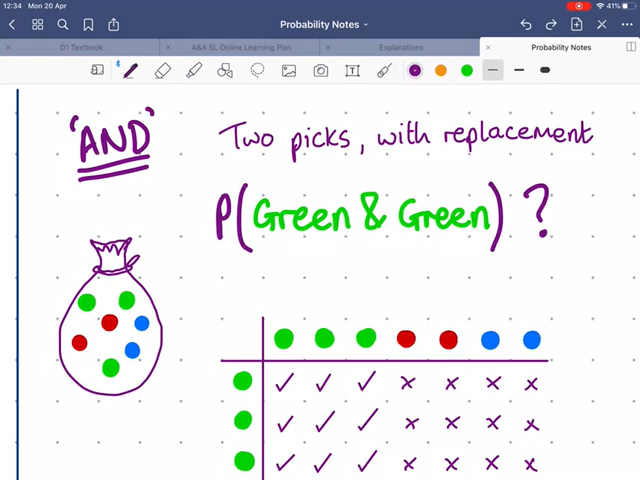 12:34 Mon 20 Apr
Probability Notes
41%
D1 Textbook
A&A SL Online Learning Plan
Explanations
Probability Notes
'AND'
Two picks, with replacement
P(Green & Green) ?